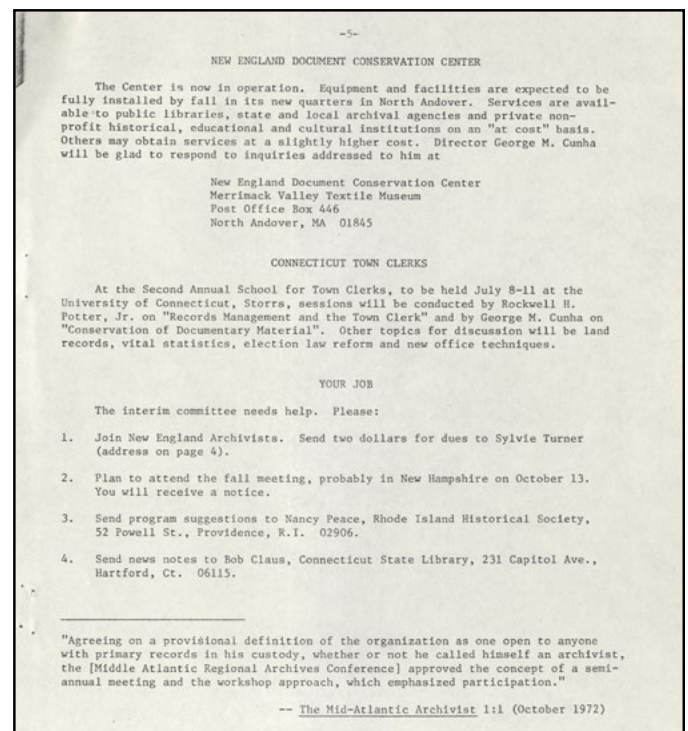 -5-
NEW ENGLAND DOCUMENT CONSERVATION CENTER
The Center is now in operation. Equipment and facilities are expected to be
fully installed by fall in its new quarters in North Andover. Services are avail-
able to public libraries, state and local archival agencies and private non-
profit historical, educational and cultural institutions on an "at cost" basis.
Others may obtain services at a slightly higher cost. Director George M. Cunha
will be glad to respond to inquiries addressed to him at
New England Document Conservation Center
Merrimack Valley Textile Museum
Post Office Box 446
North Andover, MA 01845
CONNECTICUT TOWN CLERKS
At the Second Annual School for Town Clerks, to be held July 8-11 at the
University of Connecticut, Storrs, sessions will be conducted by Rockwell H.
Potter, Jr. on "Records Management and the Town Clerk" and by George M. Cunha on
"Conservation of Documentary Material". Other topics for discussion will be land
records, vital statistics, election law reform and new office techniques.
YOUR JOB
The interim committee needs help. Please:
1. Join New England Archivists. Send two dollars for dues to Sylvie Turner
(address on page 4).
2. Plan to attend the fall meeting, probably in New Hampshire on October 13.
You will receive a notice.
3. Send program suggestions to Nancy Peace, Rhode Island Historical Society,
52 Powell St., Providence, R.I. 02906.
4. Send news notes to Bob Claus, Connecticut State Library, 231 Capitol Ave.,
Hartford, Ct. 06115.
"Agreeing on a provisional definition of the organization as one open to anyone
with primary records in his custody, whether or not he called himself an archivist,
the [Middle Atlantic Regional Archives Conference] approved the concept of a semi-
annual meeting and the workshop approach, which emphasized participation."
-- The Mid-Atlantic Archivist 1:1 (October 1972)